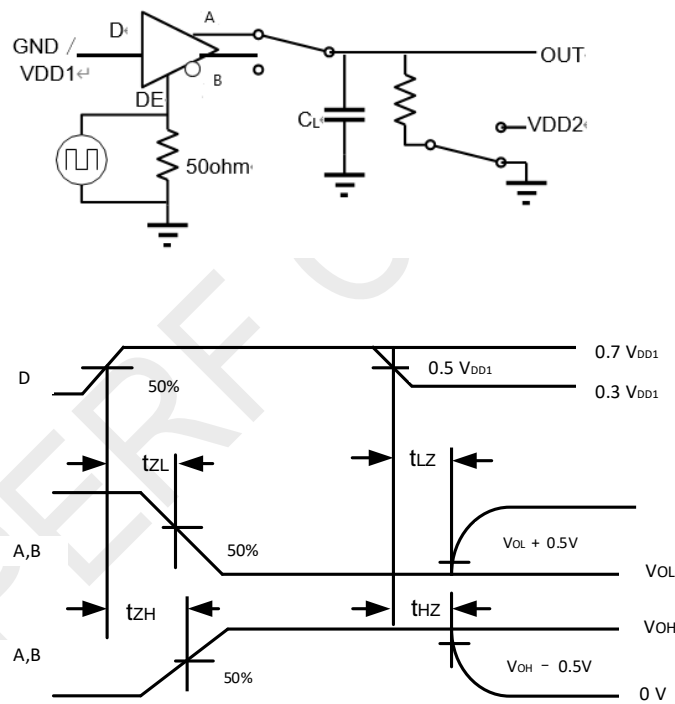 A
D
GND /
VDD1
B
DE
50ohm
CL
OUT
VDD2
D
50%
0.5 VDD1
0.7 VDD1
0.3 VDD1
tZL
tLZ
A,B
50%
VOL + 0.5V
VOL
tZH
tHZ
VOH
A,B
50%
VOH - 0.5V
0 V